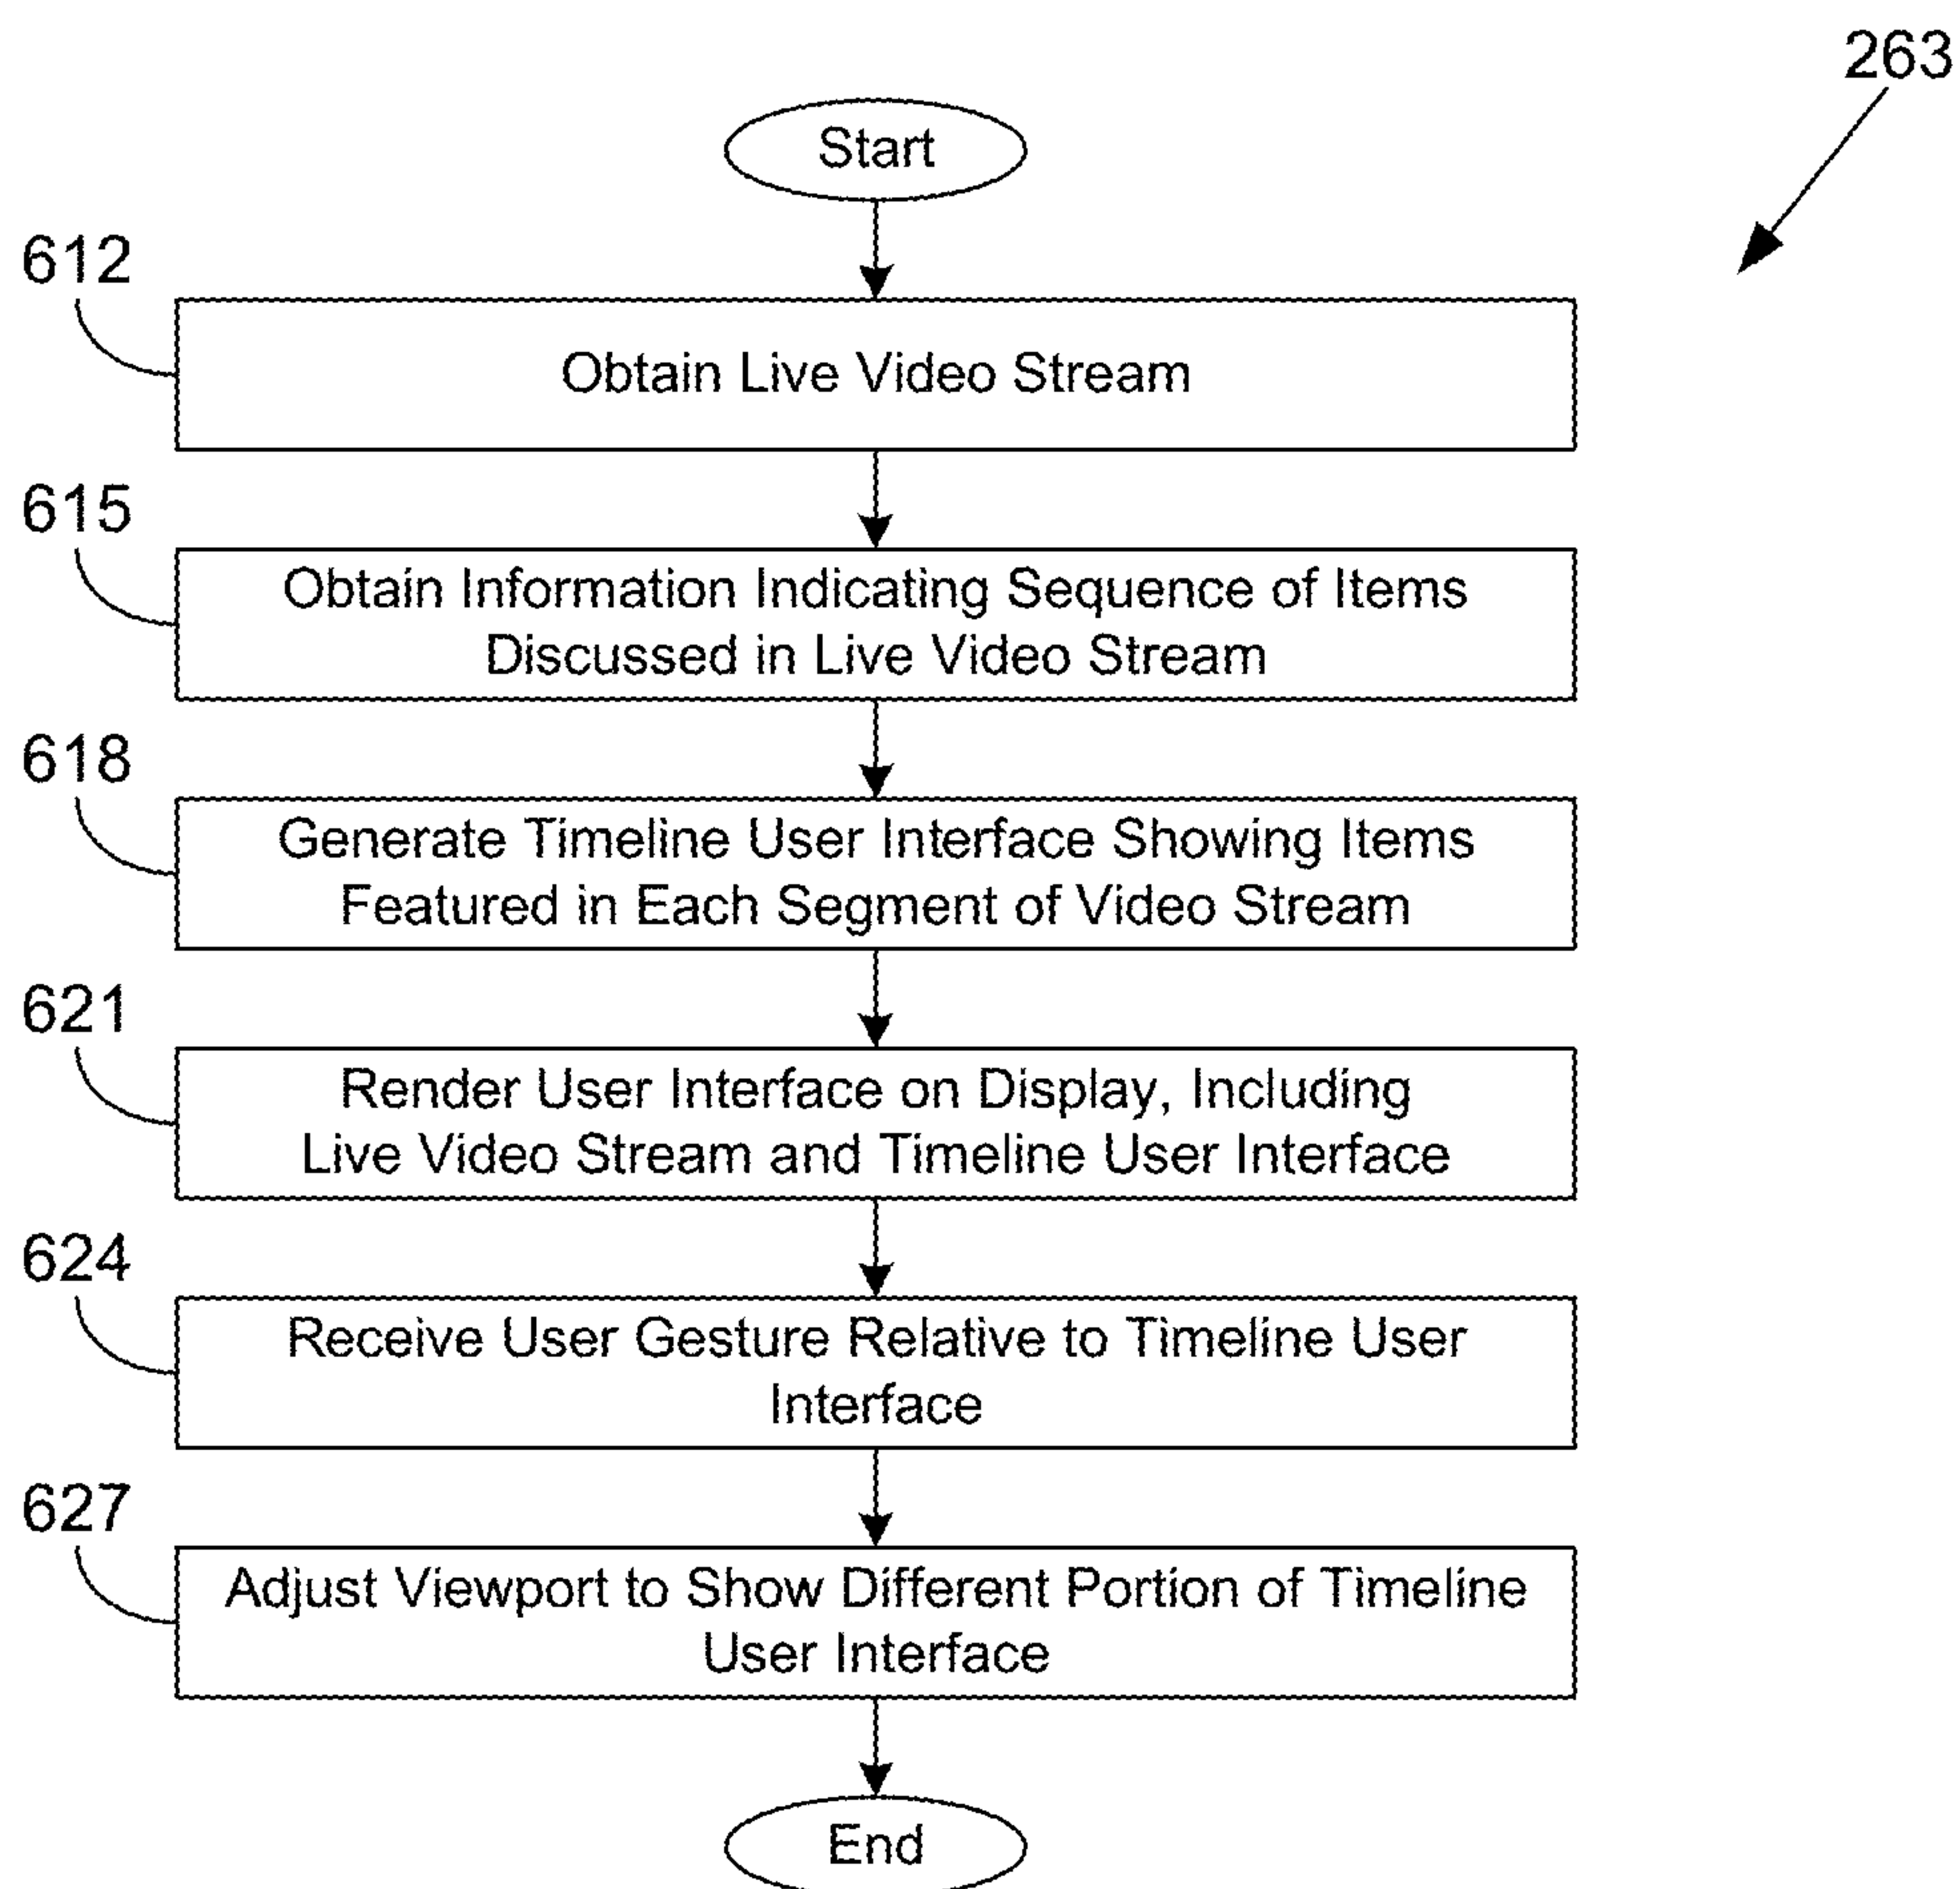 263
Start
612
Obtain Live Video Stream
615
Obtain Information Indicating Sequence of Items
Discussed in Live Video Stream
618
Generate Timeline User Interface Showing Items
Featured in Each Segment of Video Stream
621
Render User Interface on Display, Including
Live Video Stream and Timeline User Interface
624
Receive User Gesture Relative to Timeline User
Interface
627
Adjust Viewport to Show Different Portion of Timeline
User Interface
End